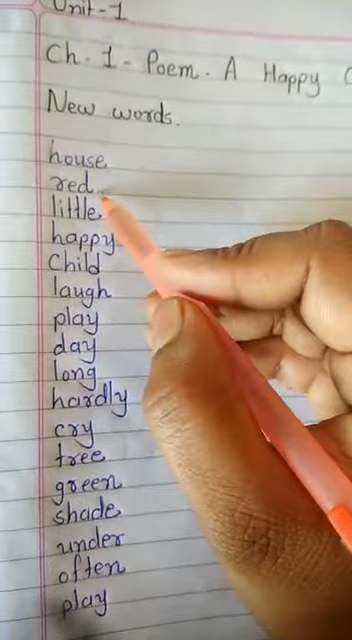 Unit-1
Ch. 1 - Poem. A Happy C
New words.
house
red
little
happy
Child
laugh
play
day
long
hardly
cry
tree
green
shade
under
often
play